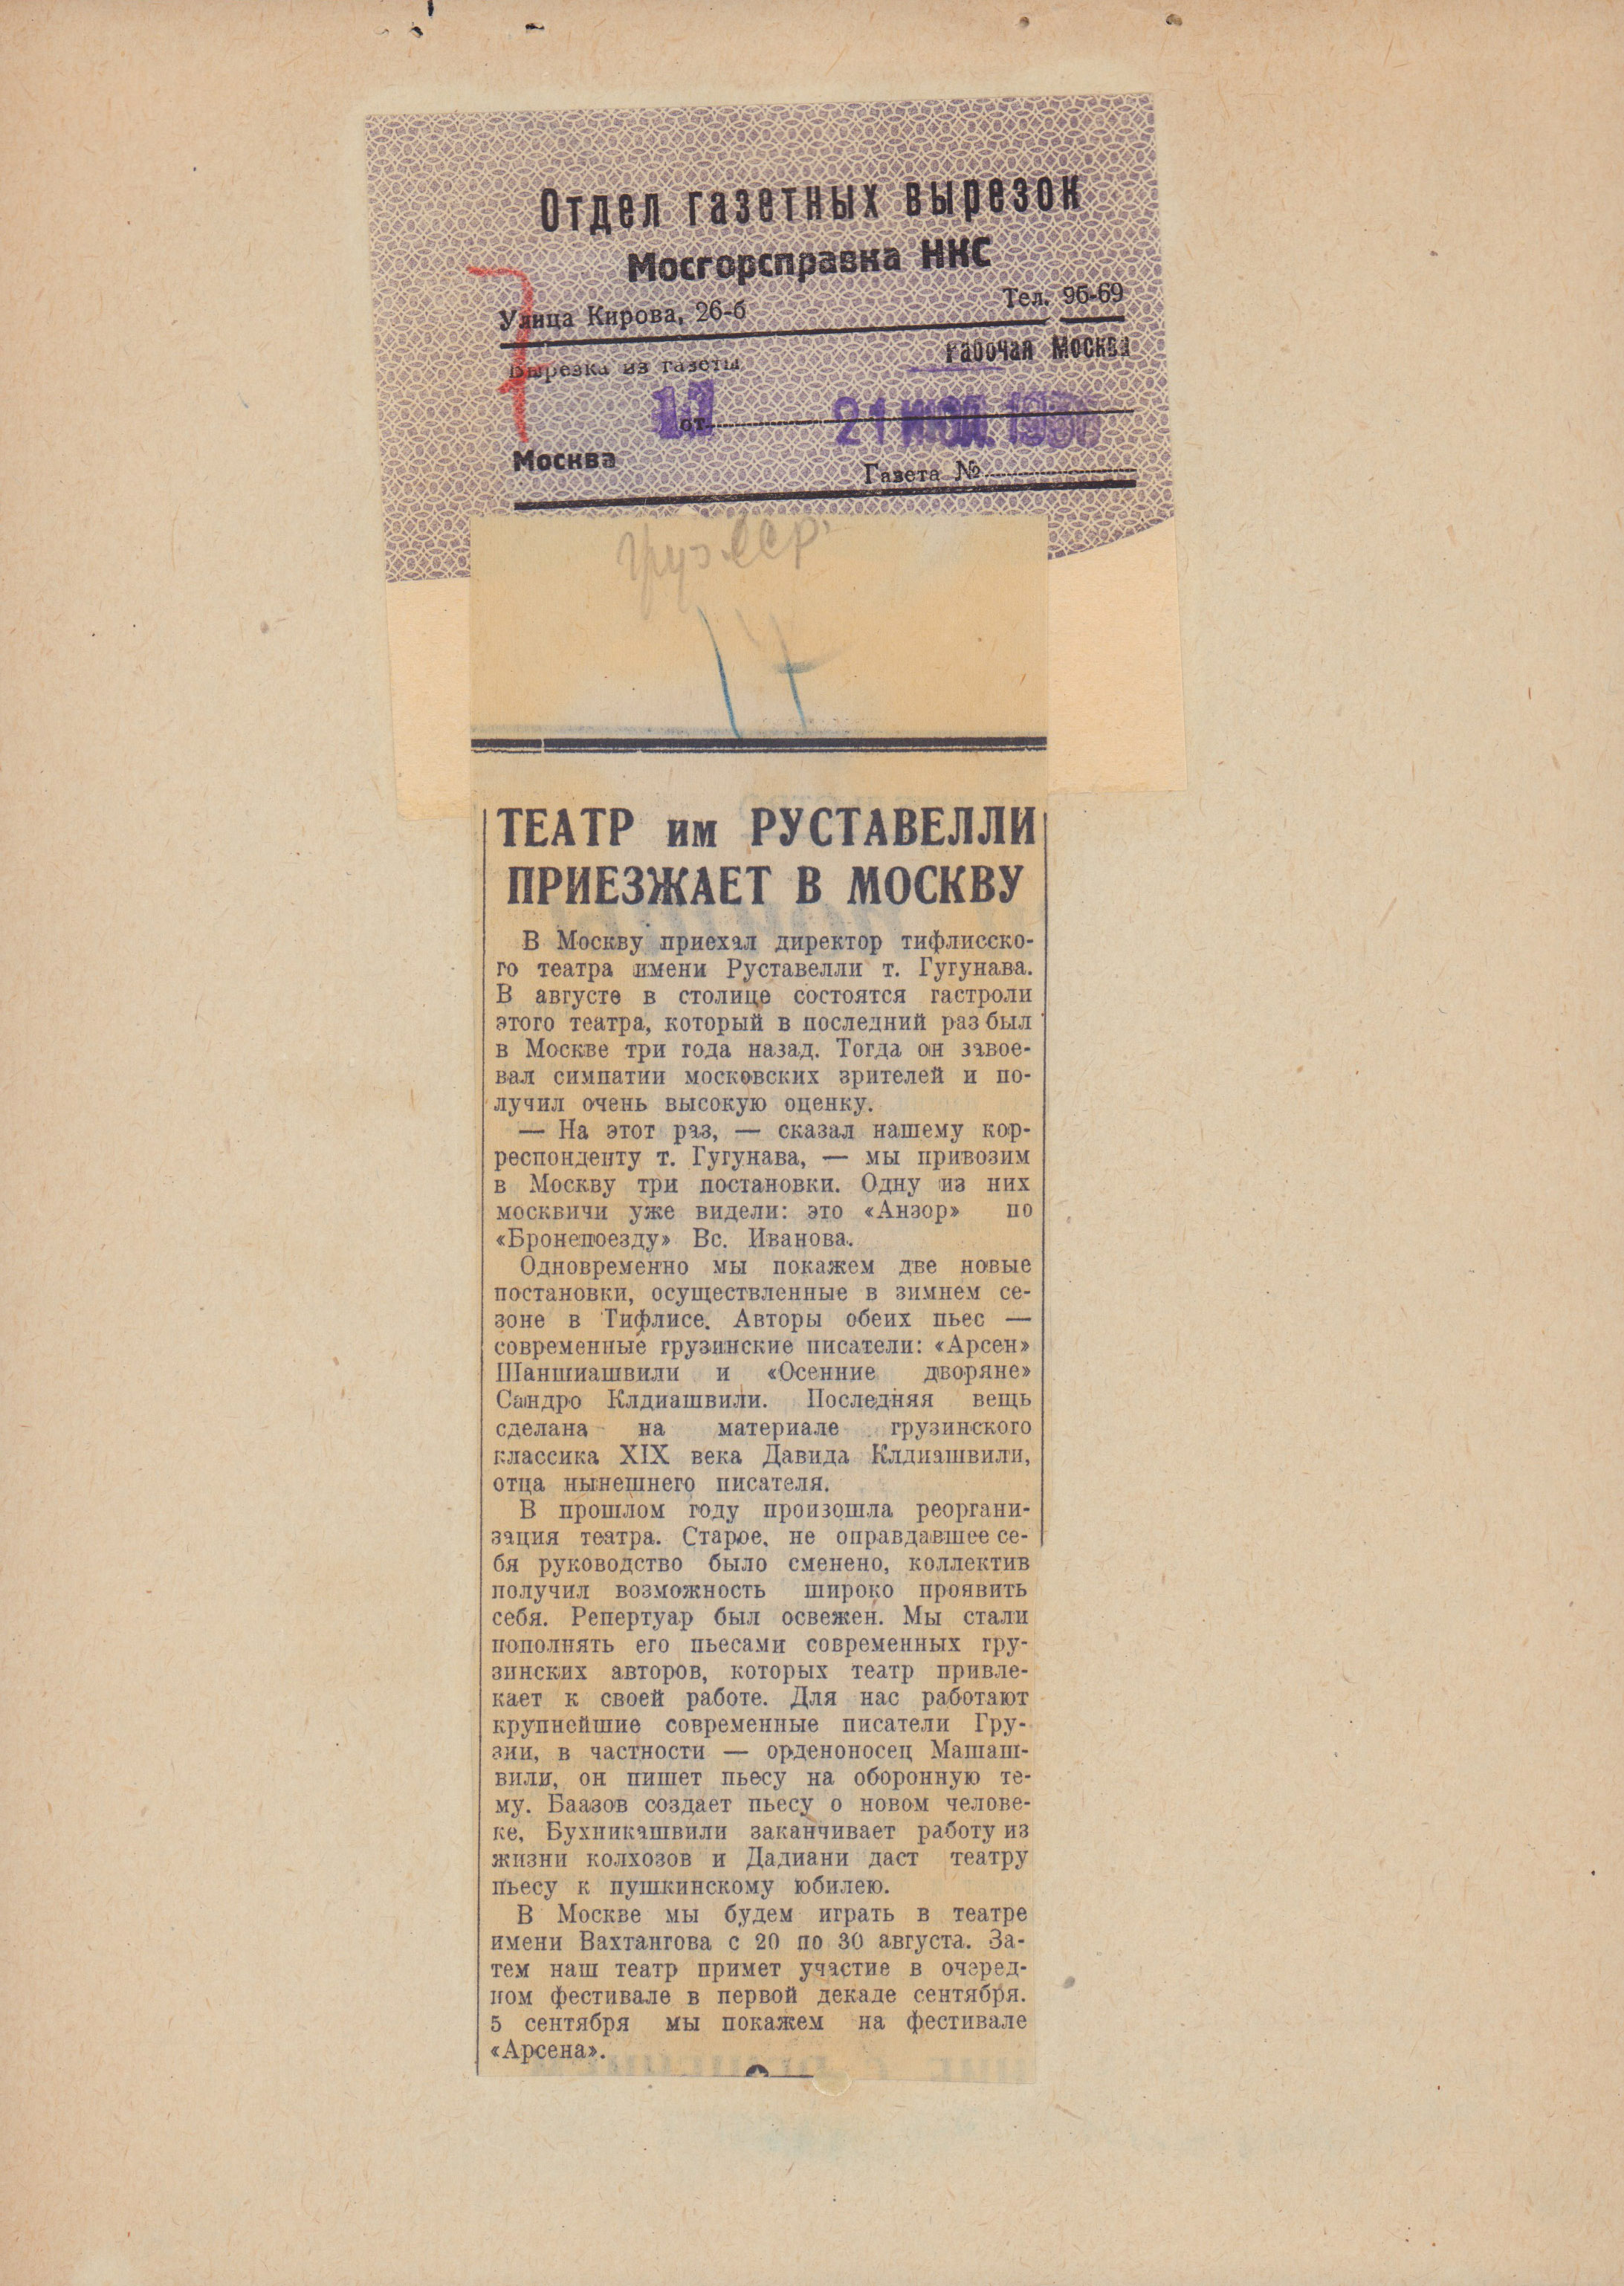 Отдел газетных вырезок
Мосгорсправка НКС
Улица Кирова, 26-б Тел. 96-69
Вырезка из газеты Рабочая Москва
от 21 ИЮЛ. 193
Москва Газета №
17
ТЕАТР им РУСТАВЕЛЛИ
ПРИЕЗЖАЕТ В МОСКВУ
В Москву приехал директор тифлисско-
го театра имени Руставелли т. Гугунава.
В августе в столице состоятся гастроли
этого театра, который в последний раз был
в Москве три года назад. Тогда он завое-
вал симпатии московских зрителей и по-
лучил очень высокую оценку.
— На этот раз, — сказал нашему кор-
респонденту т. Гугунава, — мы привозим
в Москву три постановки. Одну из них
москвичи уже видели: это «Анзор» по
«Бронепоезду» Вс. Иванова.
Одновременно мы покажем две новые
постановки, осуществленные в зимнем се-
зоне в Тифлисе. Авторы обеих пьес —
современные грузинские писатели: «Арсен»
Шаншиашвили и «Осенние дворяне»
Сандро Клдиашвили. Последняя вещь
сделана на материале грузинского
классика XIX века Давида Клдиашвили,
отца нынешнего писателя.
В прошлом году произошла реоргани-
зация театра. Старое, не оправдавшее се-
бя руководство было сменено, коллектив
получил возможность широко проявить
себя. Репертуар был освежен. Мы стали
пополнять его пьесами современных гру-
зинских авторов, которых театр привле-
кает к своей работе. Для нас работают
крупнейшие современные писатели Гру-
зии, в частности — орденоносец Машаш-
вили, он пишет пьесу на оборонную те-
му. Баазов создает пьесу о новом челове-
ке, Бухникашвили заканчивает работу из
жизни колхозов и Дадиани даст театру
пьесу к пушкинскому юбилею.
В Москве мы будем играть в театре
имени Вахтангова с 20 по 30 августа. За-
тем наш театр примет участие в очеред-
ном фестивале в первой декаде сентября.
5 сентября мы покажем на фестивале
«Арсена».